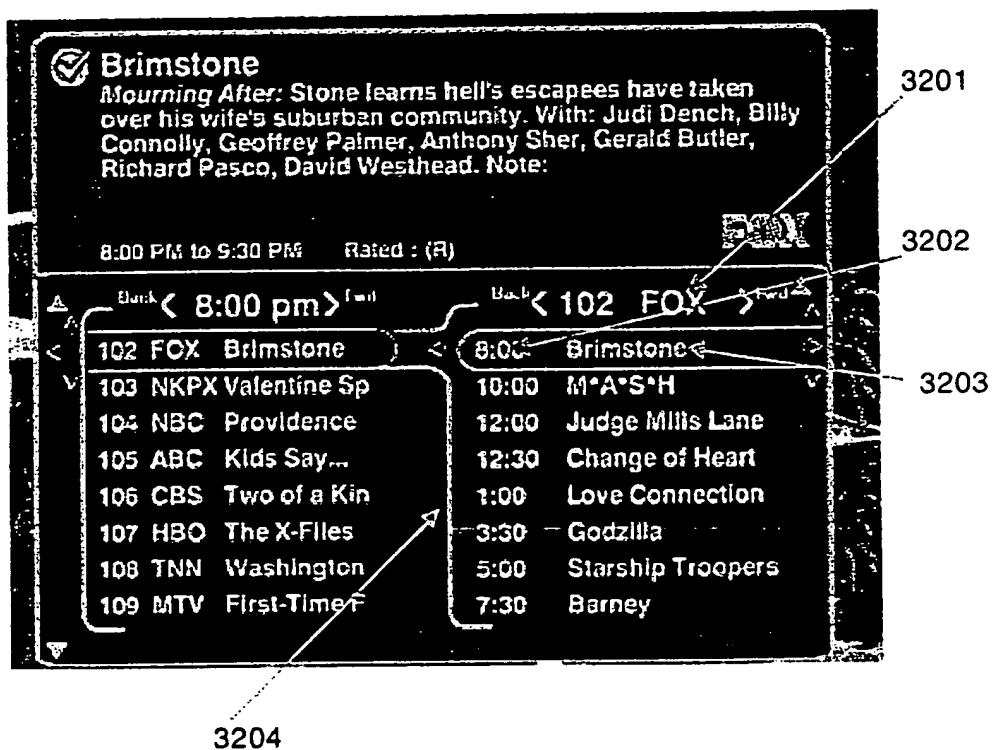 Brimstone
Mourning After: Stone learns hell's escapees have taken
over his wife's suburban community. With: Judi Dench, Billy
Connolly, Geoffrey Palmer, Anthony Sher, Gerald Butler,
Richard Pasco, David Westhead. Note:
FOX
8:00 PM to 9:30 PM Rated : (R)
Back < 8:00 pm > Fwd
102 FOX Brimstone
103 NKPX Valentine Sp
104 NBC Providence
105 ABC Kids Say...
106 CBS Two of a Kin
107 HBO The X-Files
108 TNN Washington
109 MTV First-Time F
Back < 102 FOX > Fwd
8:00 Brimstone
10:00 M*A*S*H
12:00 Judge Mills Lane
12:30 Change of Heart
1:00 Love Connection
3:30 Godzilla
5:00 Starship Troopers
7:30 Barney
3201
3202
3203
3204